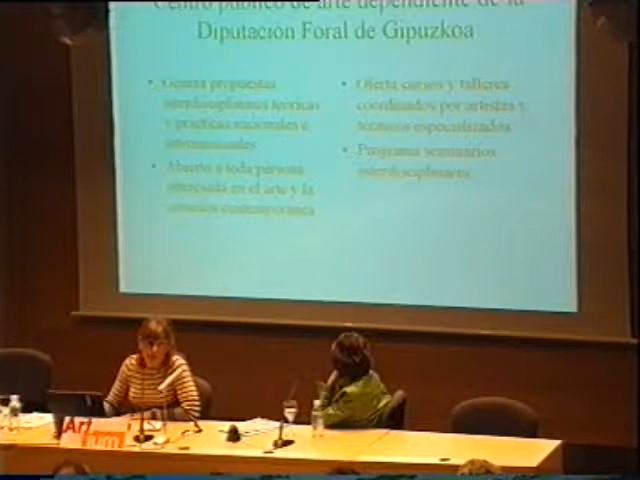 Centro público de arte dependiente de la
Diputación Foral de Gipuzkoa
• Genera propuestas
interdisciplinares teóricas
y prácticas nacionales e
internacionales
• Abierto a toda persona
interesada en el arte y la
creación contemporánea
• Oferta cursos y talleres
coordinados por artistas y
técnicos especializados
• Programa seminarios
interdisciplinares
Art